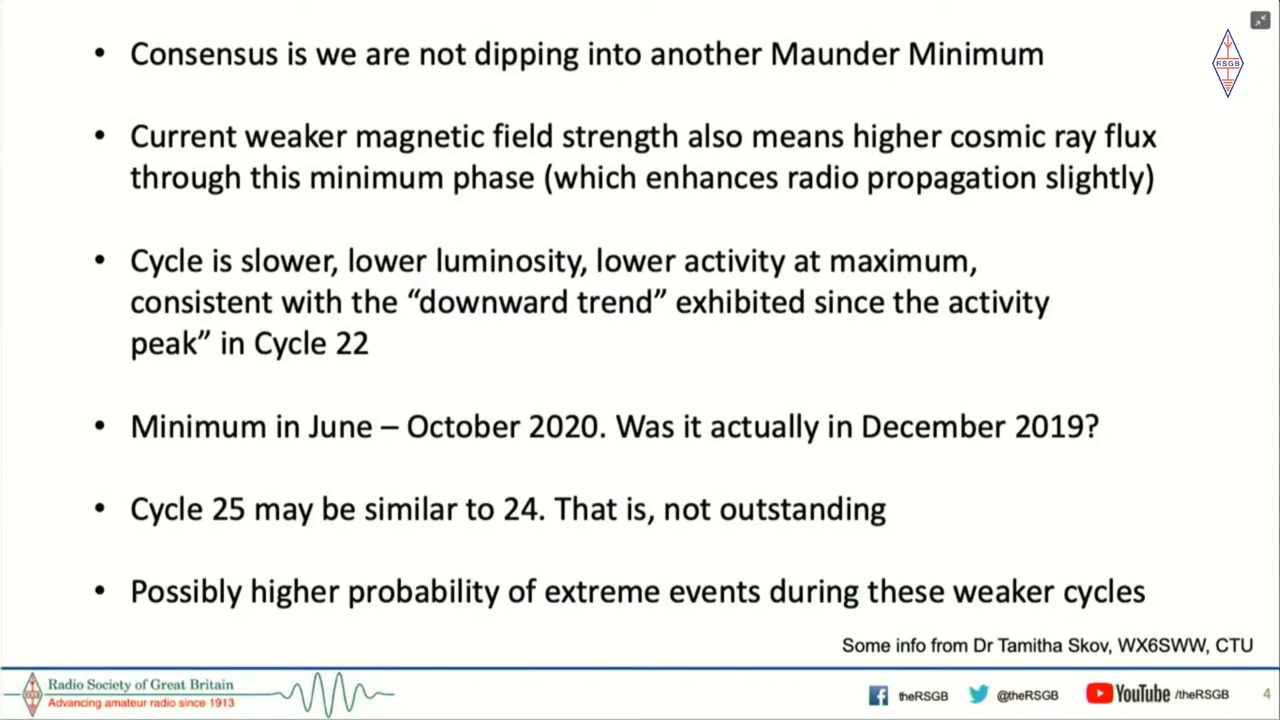 • Consensus is we are not dipping into another Maunder Minimum
RSGB
• Current weaker magnetic field strength also means higher cosmic ray flux
through this minimum phase (which enhances radio propagation slightly)
• Cycle is slower, lower luminosity, lower activity at maximum,
consistent with the “downward trend” exhibited since the activity
peak” in Cycle 22
• Minimum in June – October 2020. Was it actually in December 2019?
• Cycle 25 may be similar to 24. That is, not outstanding
• Possibly higher probability of extreme events during these weaker cycles
Some info from Dr Tamitha Skov, WX6SWW, CTU
Radio Society of Great Britain
Advancing amateur radio since 1913
theRSGB
@theRSGB
YouTube /theRSGB
4